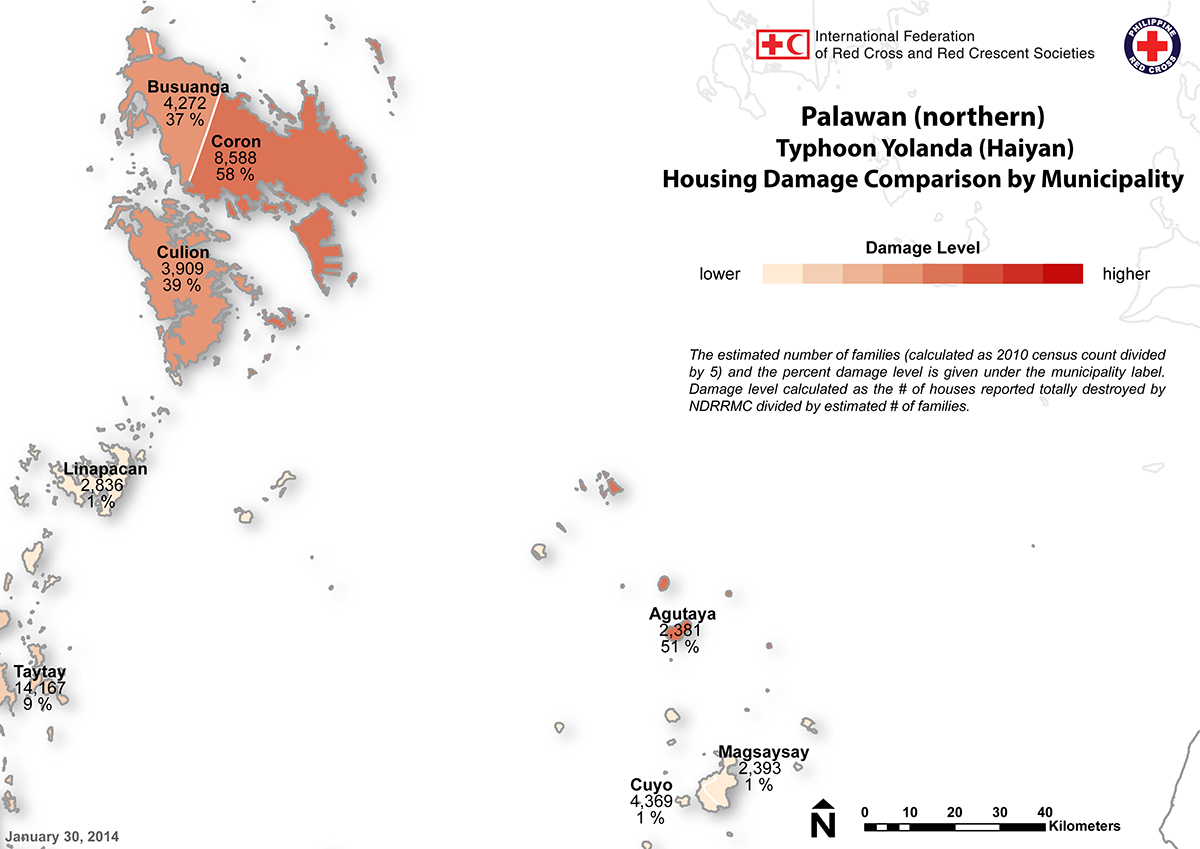 International Federation
of Red Cross and Red Crescent Societies
PHILIPPINE
RED CROSS
Palawan (northern)
Typhoon Yolanda (Haiyan)
Housing Damage Comparison by Municipality
Damage Level
lower
higher
The estimated number of families (calculated as 2010 census count divided
by 5) and the percent damage level is given under the municipality label.
Damage level calculated as the # of houses reported totally destroyed by
NDRRMC divided by estimated # of families.
Busuanga
4,272
37 %
Coron
8,588
58 %
Culion
3,909
39 %
Linapacan
2,836
1 %
Agutaya
2,381
51 %
Taytay
14,167
9 %
Magsaysay
2,393
1 %
Cuyo
4,369
1 %
N
0 10 20 30 40
Kilometers
January 30, 2014